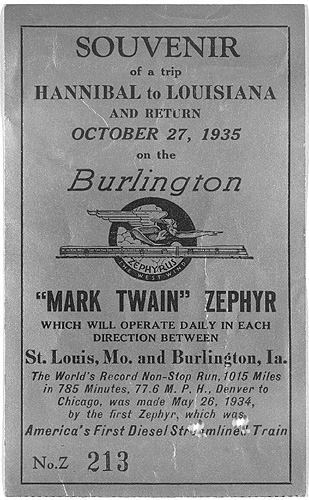 SOUVENIR
of a trip
HANNIBAL to LOUISIANA
AND RETURN
OCTOBER 27, 1935
on the
Burlington
ZEPHYRUS
THE WEST WIND
"MARK TWAIN" ZEPHYR
WHICH WILL OPERATE DAILY IN EACH
DIRECTION BETWEEN
St. Louis, Mo. and Burlington, Ia.
The World's Record Non-Stop Run, 1015 Miles
in 785 Minutes, 77.6 M. P. H., Denver to
Chicago, was made May 26, 1934,
by the first Zephyr, which was
America's First Diesel Streamlined Train
No.Z 213